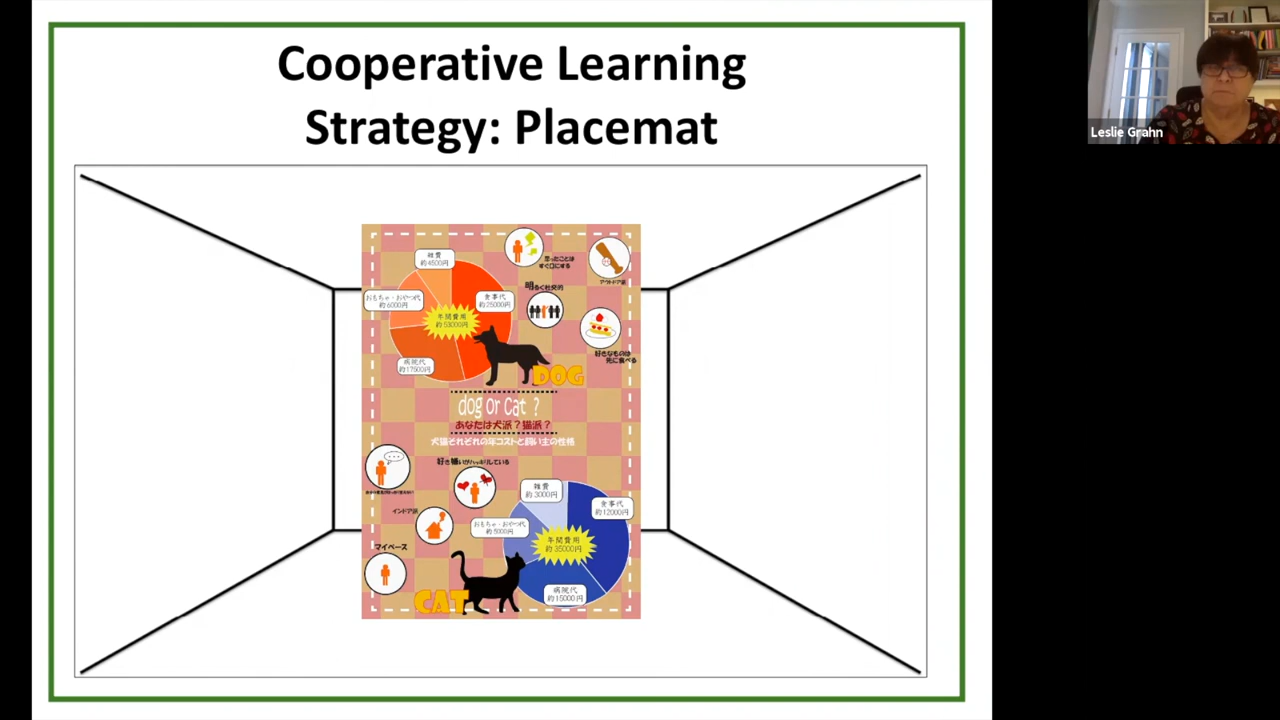 Cooperative Learning
Strategy: Placemat
Leslie Grahn
雑費
約4500円
おもちゃ・おやつ代
約6000円
食事代
約25000円
年間費用
約53000円
病院代
約17500円
思ったことは
すぐ口にする
アウトドア派
明るく社交的
好きなものは
先に食べる
DOG
dog or cat ?
あなたは犬派？猫派？
犬猫それぞれの年コストと飼い主の性格
好き嫌いがハッキリしている
インドア派
マイペース
雑費
約3000円
食事代
約12000円
おもちゃ・おやつ代
約5000円
年間費用
約35000円
病院代
約15000円
CAT